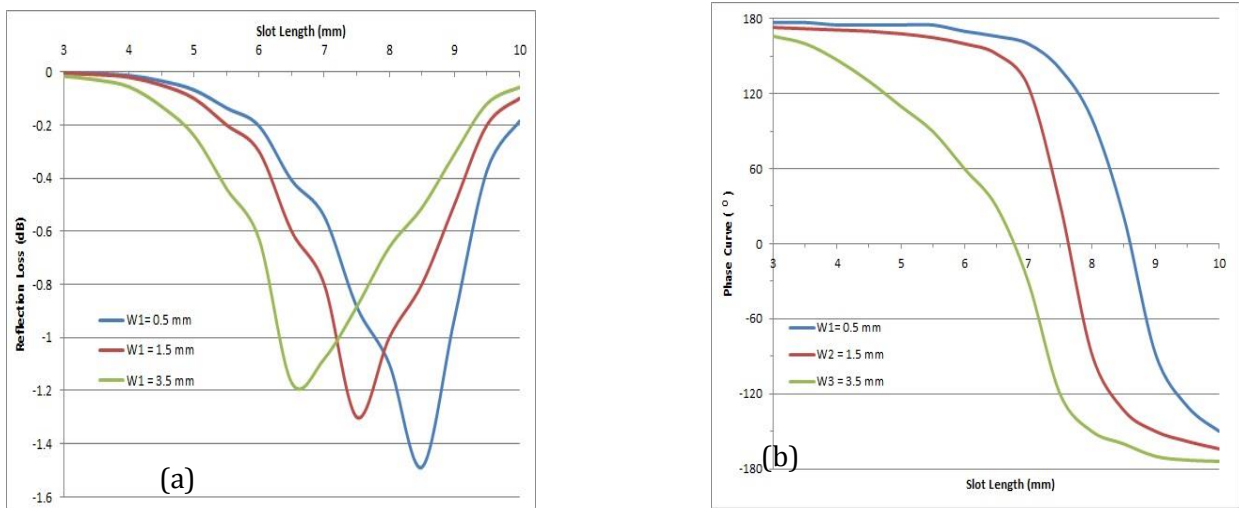 Slot Length (mm)
3 4 5 6 7 8 9 10
0
-0.2
-0.4
-0.6
-0.8
-1
-1.2
-1.4
-1.6
Reflection Loss (dB)
W1= 0.5 mm
W1 = 1.5 mm
W1 = 3.5 mm
(a)
180
120
60
0
-60
-120
-180
Phase Curve ( ° )
3 4 5 6 7 8 9 10
W1= 0.5 mm
W2 = 1.5 mm
W3 = 3.5 mm
(b)
Slot Length (mm)